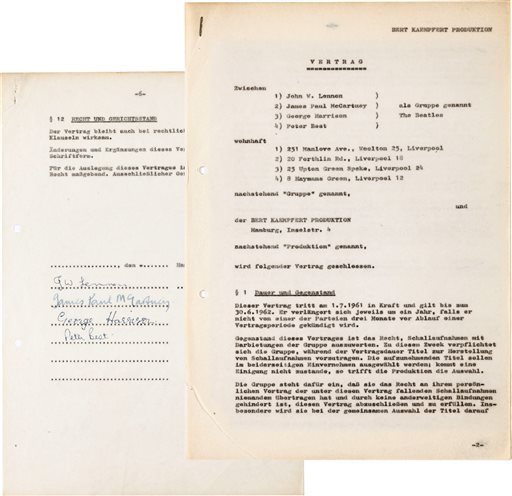 BERT KAEMPFERT PRODUKTION
VERTRAG
Zwischen
1) John W. Lennon )
2) James Paul McCartney ) als Gruppe genannt
3) George Harrison ) The Beatles
4) Peter Best )
wohnhaft
1) 251 Manlove Ave., Woolton 25, Liverpool
2) 20 Forthlin Rd., Liverpool 18
3) 25 Upton Green Speke, Liverpool 24
4) 8 Haymans Green, Liverpool 12
nachstehend "Gruppe" genannt,
und
der BERT KAEMPFERT PRODUKTION
Hamburg, Inselstr. 4
nachstehend "Produktion" genannt,
wird folgender Vertrag geschlossen.
§ 1 Dauer und Gegenstand
Dieser Vertrag tritt am 1.7.1961 in Kraft und gilt bis zum
30.6.1962. Er verlängert sich jeweils um ein Jahr, falls er
nicht von einer der Parteien drei Monate vor Ablauf einer
Vertragsperiode gekündigt wird.
Gegenstand dieses Vertrages ist das Recht, Schallaufnahmen mit
Darbietungen der Gruppe auszuwerten. Zu diesem Zweck verpflichtet
sich die Gruppe, während der Vertragsdauer Titel zur Herstellung
von Schallaufnahmen vorzutragen. Die aufzunehmenden Titel sollen
im beiderseitigen Einvernehmen ausgewählt werden; kommt eine
Einigung nicht zustande, so trifft die Produktion die Auswahl.
Die Gruppe steht dafür ein, daß sie das Recht an ihrem persön-
lichen Vortrag der unter diesen Vertrag fallenden Schallaufnahmen
niemandem übertragen hat und durch keine anderweitigen Bindungen
gehindert ist, diesen Vertrag abzuschließen und zu erfüllen. Ins-
besondere wird sie bei der gemeinsamen Auswahl der Titel darauf
-2-
-6-
§ 12 RECHT UND GERICHTSSTAND
Der Vertrag bleibt auch bei rechtlich
Klauseln wirksam.
Änderungen und Ergänzungen dieses Ve
Schriftform.
Für die Auslegung dieses Vertrages is
Recht maßgebend. Ausschließlicher Ge
, den
J W Lennon
James Paul McCartney
George Harrison
Peter Best